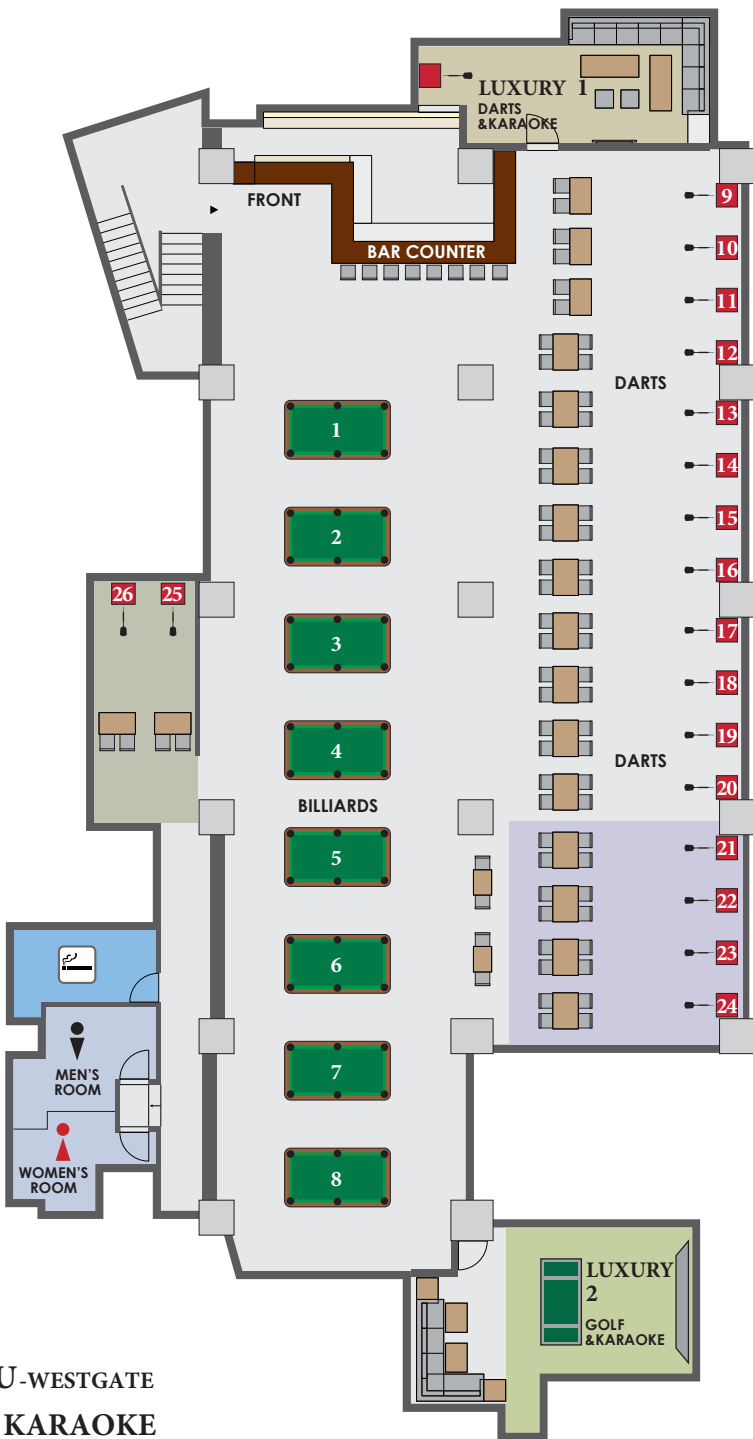 LUXURY 1
DARTS
&KARAOKE
FRONT
BAR COUNTER
9
10
11
12
DARTS
13
14
15
16
17
18
19
DARTS
20
21
22
23
24
1
2
3
4
BILLIARDS
5
6
7
8
26
25
MEN'S
ROOM
WOMEN'S
ROOM
LUXURY
2
GOLF
&KARAOKE
U-WESTGATE
KARAOKE